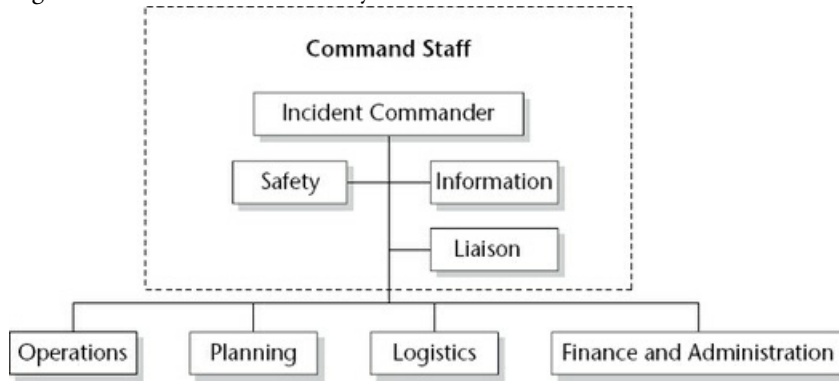 Command Staff
Incident Commander
Safety
Information
Liaison
Operations
Planning
Logistics
Finance and Administration